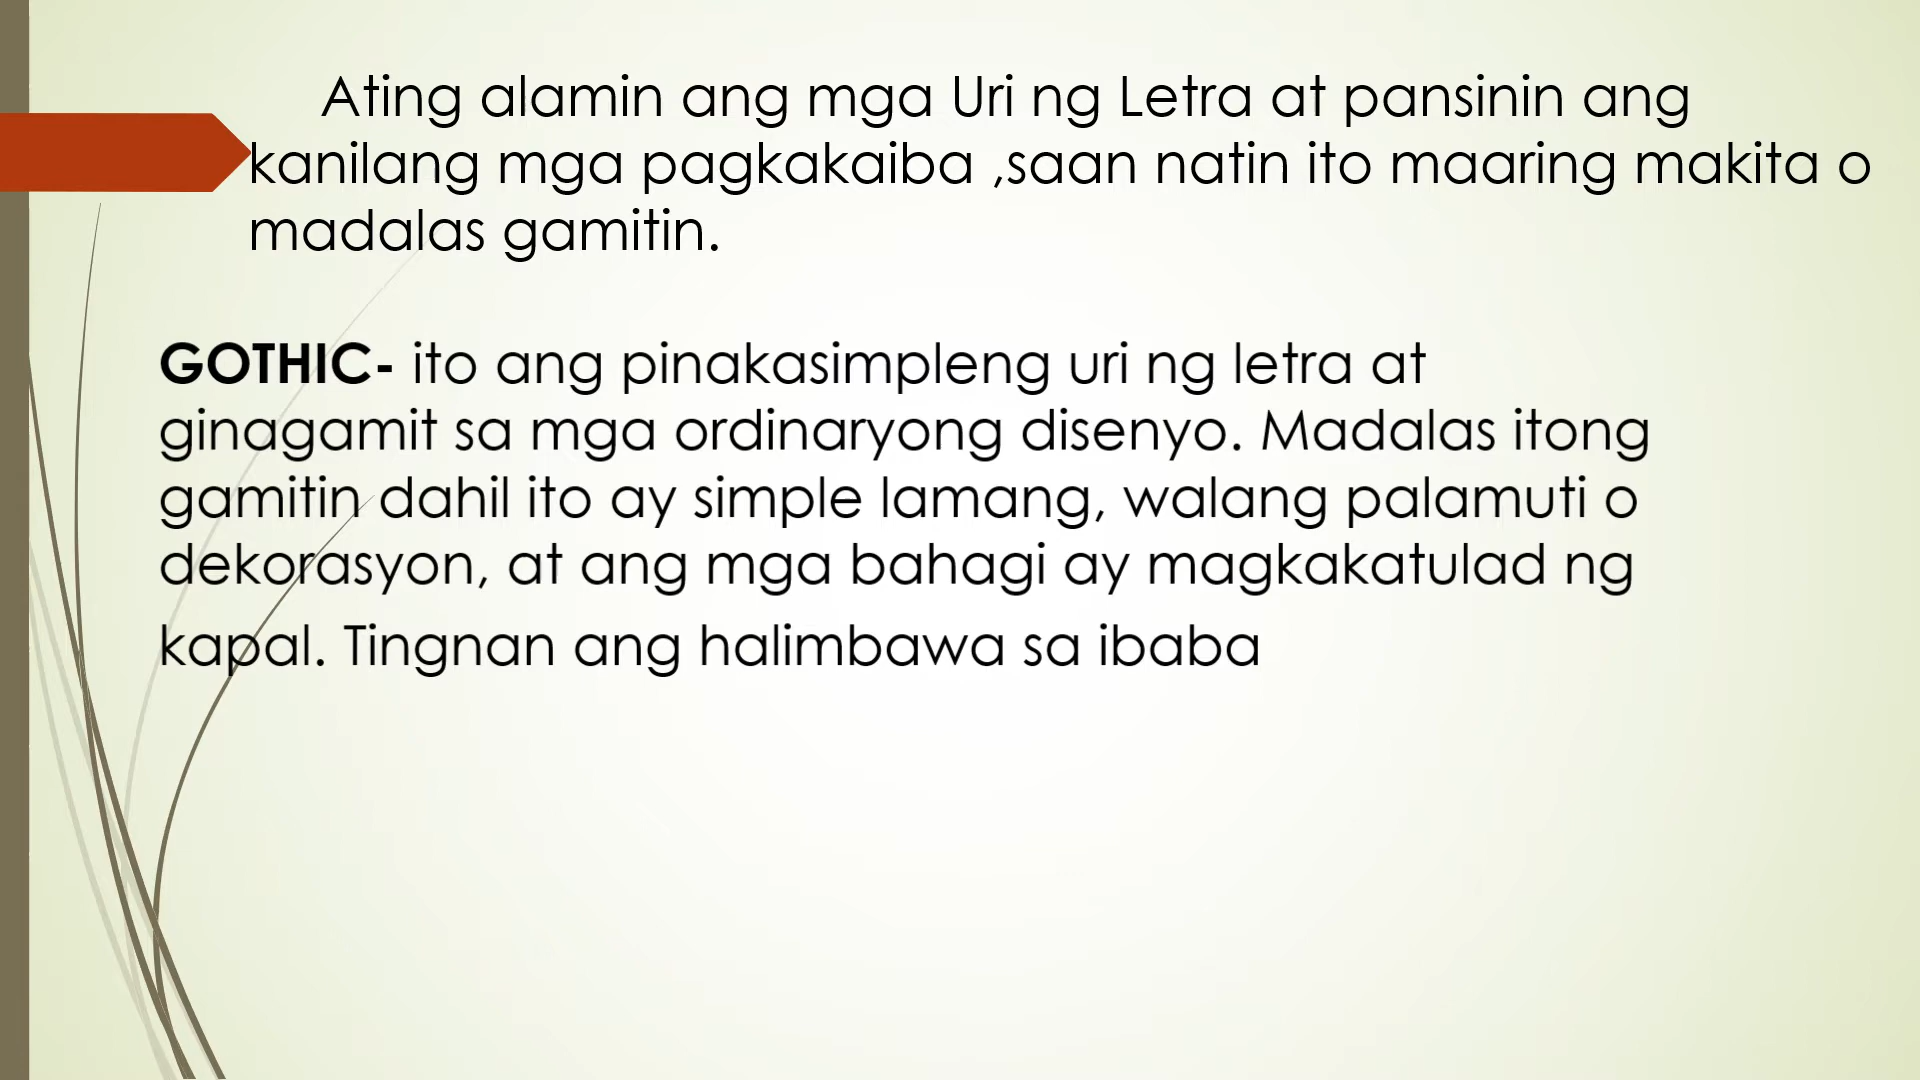 Ating alamin ang mga Uri ng Letra at pansinin ang
kanilang mga pagkakaiba ,saan natin ito maaring makita o
madalas gamitin.
GOTHIC- ito ang pinakasimpleng uri ng letra at
ginagamit sa mga ordinaryong disenyo. Madalas itong
gamitin dahil ito ay simple lamang, walang palamuti o
dekorasyon, at ang mga bahagi ay magkakatulad ng
kapal. Tingnan ang halimbawa sa ibaba